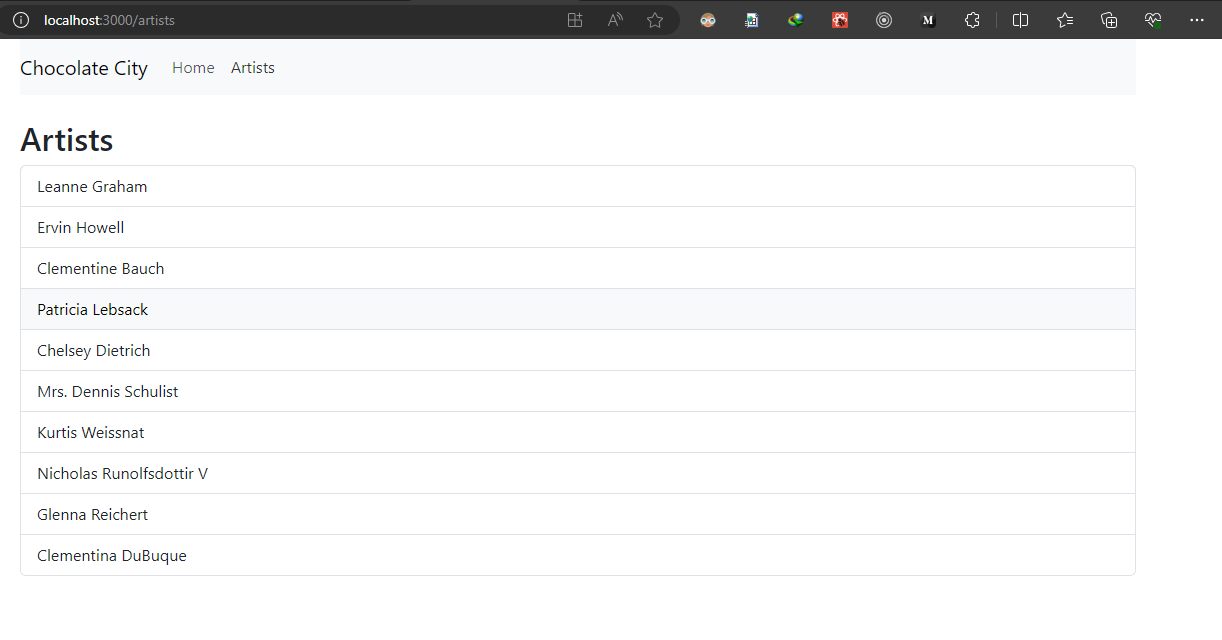 localhost:3000/artists
Chocolate City Home Artists
Artists
Leanne Graham
Ervin Howell
Clementine Bauch
Patricia Lebsack
Chelsey Dietrich
Mrs. Dennis Schulist
Kurtis Weissnat
Nicholas Runolfsdottir V
Glenna Reichert
Clementina DuBuque